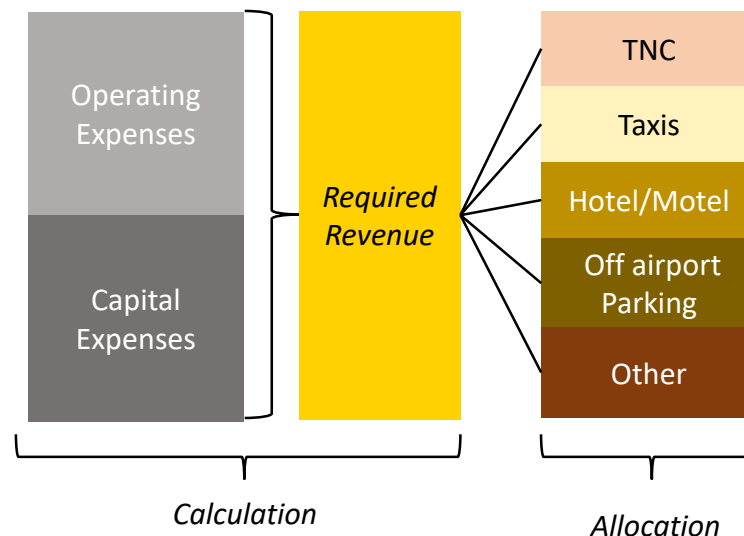 Operating
Expenses
Capital
Expenses
Required
Revenue
TNC
Taxis
Hotel/Motel
Off airport
Parking
Other
Calculation
Allocation